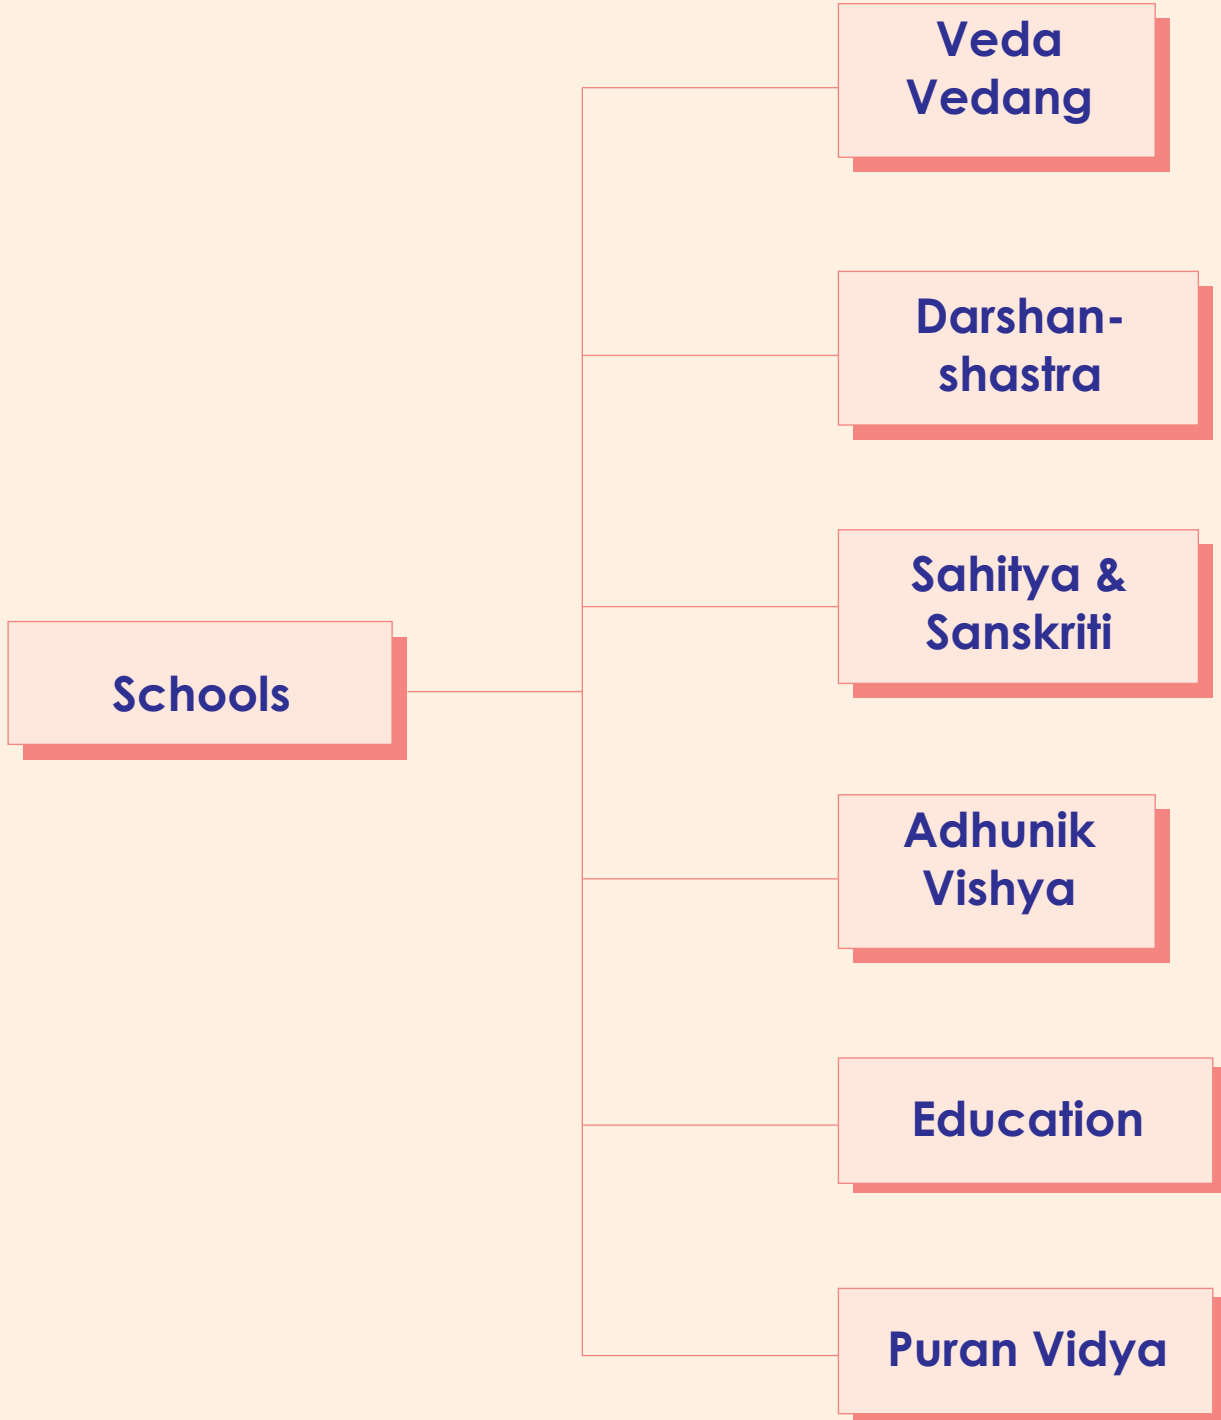 Veda
Vedang
Darshan-
shastra
Sahitya &
Sanskriti
Schools
Adhunik
Vishya
Education
Puran Vidya